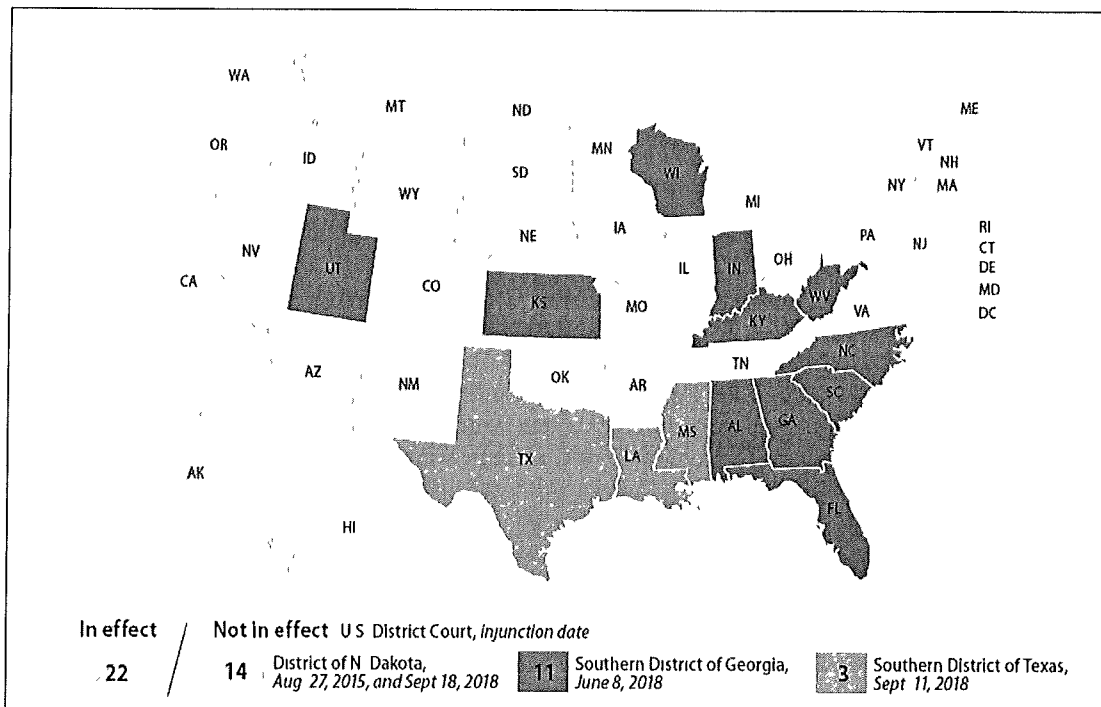 WA
MT
ND
ME
OR
ID
MN
WI
VT
NH
SD
NY
MA
WY
MI
IA
RI
NV
UT
NE
PA
NJ
CT
CA
CO
IL
IN
OH
DE
KS
MO
WV
MD
KY
VA
DC
NC
TN
AZ
NM
OK
AR
SC
MS
AL
GA
AK
TX
LA
FL
HI
In effect / Not in effect U S District Court, injunction date
22 14 District of N Dakota, 11 Southern District of Georgia, 3 Southern District of Texas,
Aug 27, 2015, and Sept 18, 2018 June 8, 2018 Sept 11, 2018